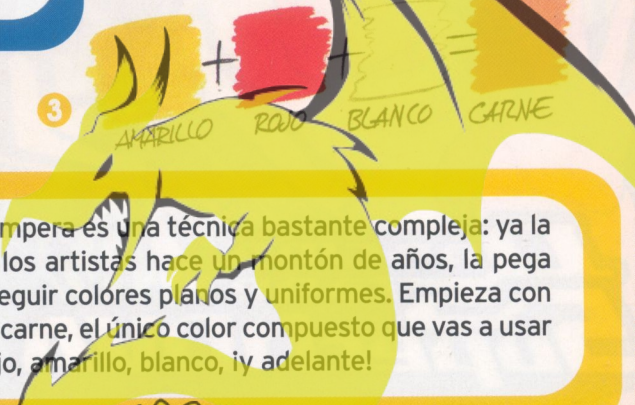 3
AMARILLO + ROJO + BLANCO = CARNE
mpera es una técnica bastante compleja: ya la
los artistas hace un montón de años, la pega
eguir colores planos y uniformes. Empieza con
carne, el único color compuesto que vas a usar
jo, amarillo, blanco, ¡y adelante!